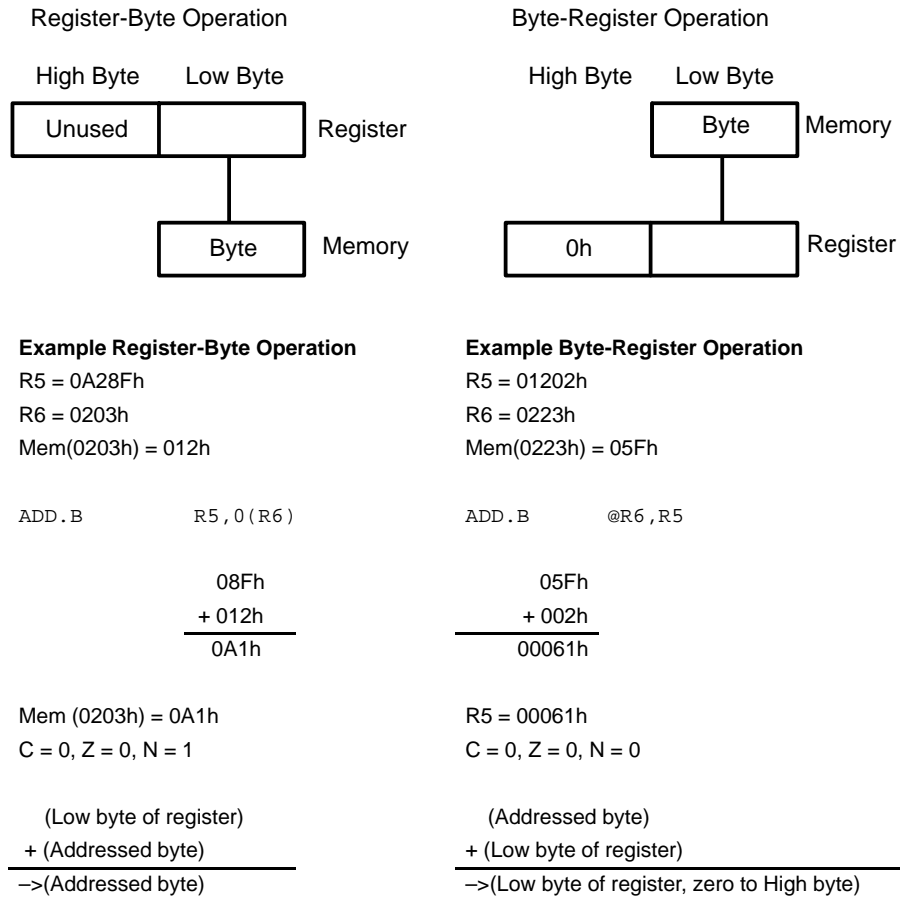 Register-Byte Operation
High Byte Low Byte
Unused Register
Byte Memory
Example Register-Byte Operation
R5 = 0A28Fh
R6 = 0203h
Mem(0203h) = 012h
ADD.B R5,0(R6)
08Fh
+ 012h
0A1h
Mem (0203h) = 0A1h
C = 0, Z = 0, N = 1
(Low byte of register)
+ (Addressed byte)
–>(Addressed byte)
Byte-Register Operation
High Byte Low Byte
Byte Memory
0h Register
Example Byte-Register Operation
R5 = 01202h
R6 = 0223h
Mem(0223h) = 05Fh
ADD.B @R6,R5
05Fh
+ 002h
00061h
R5 = 00061h
C = 0, Z = 0, N = 0
(Addressed byte)
+ (Low byte of register)
–>(Low byte of register, zero to High byte)